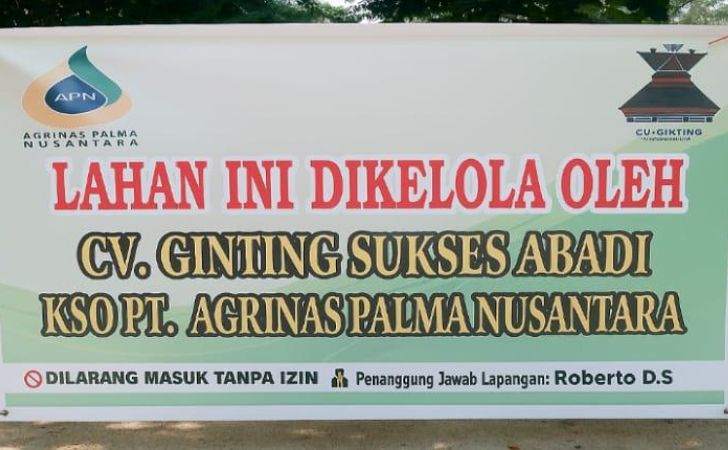 APN
AGRINAS PALMA
NUSANTARA
CU•GIKTING
LAHAN INI DIKELOLA OLEH
CV. GINTING SUKSES ABADI
KSO PT. AGRINAS PALMA NUSANTARA
DILARANG MASUK TANPA IZIN Penanggung Jawab Lapangan: Roberto D.S